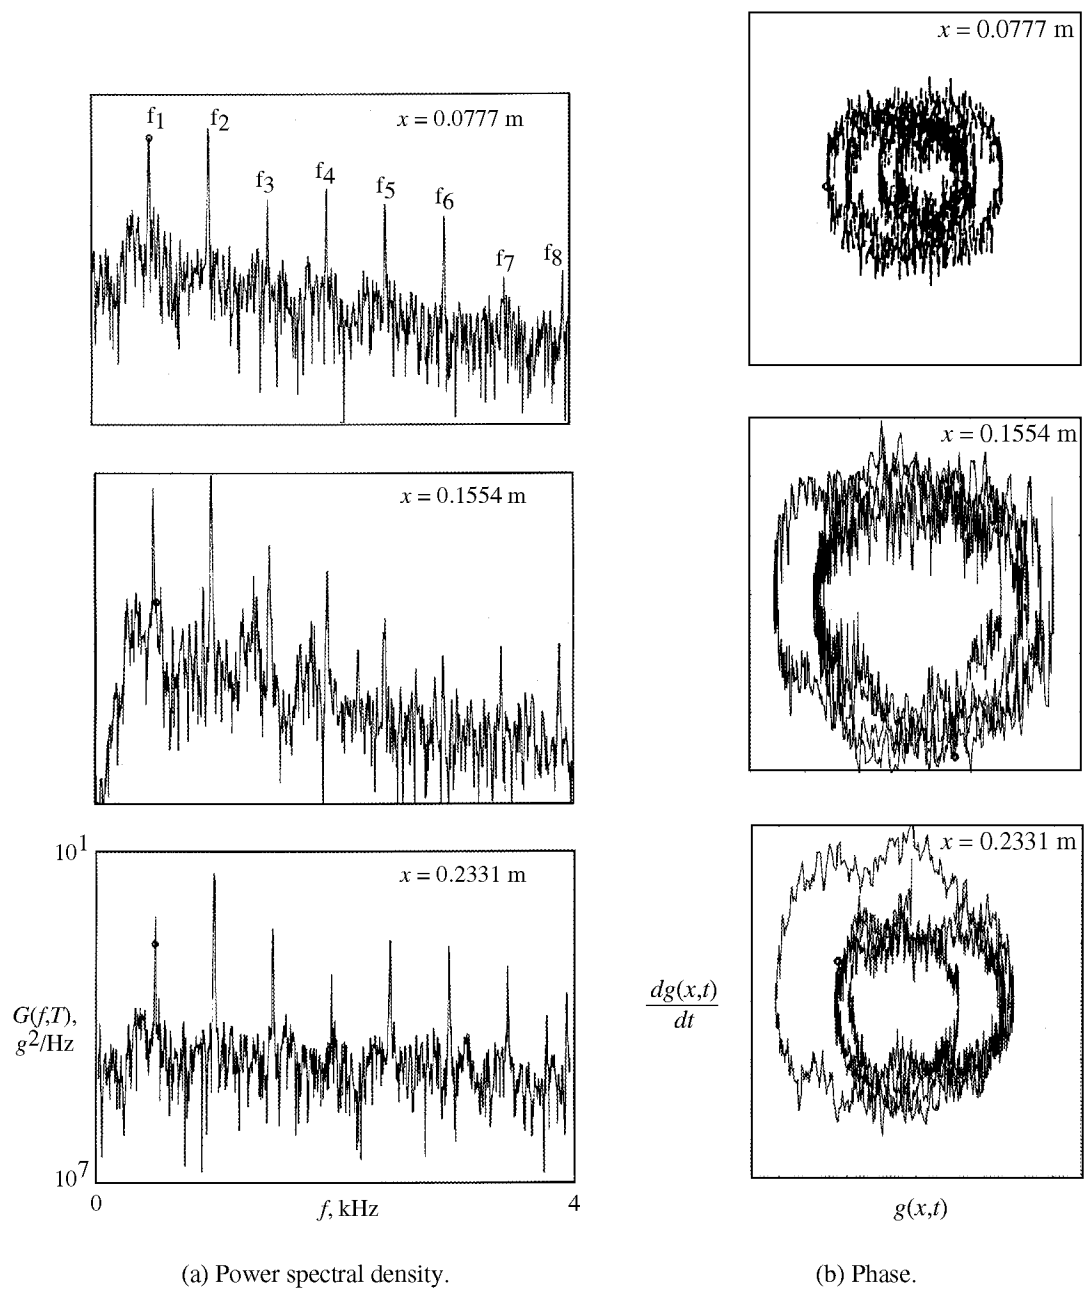 x = 0.0777 m
f1 f2 f3 f4 f5 f6 f7 f8
x = 0.1554 m
10^1
x = 0.2331 m
G(f,T),
g^2/Hz
10^7
0
f, kHz
4
(a) Power spectral density.
x = 0.0777 m
x = 0.1554 m
x = 0.2331 m
dg(x,t)
dt
g(x,t)
(b) Phase.